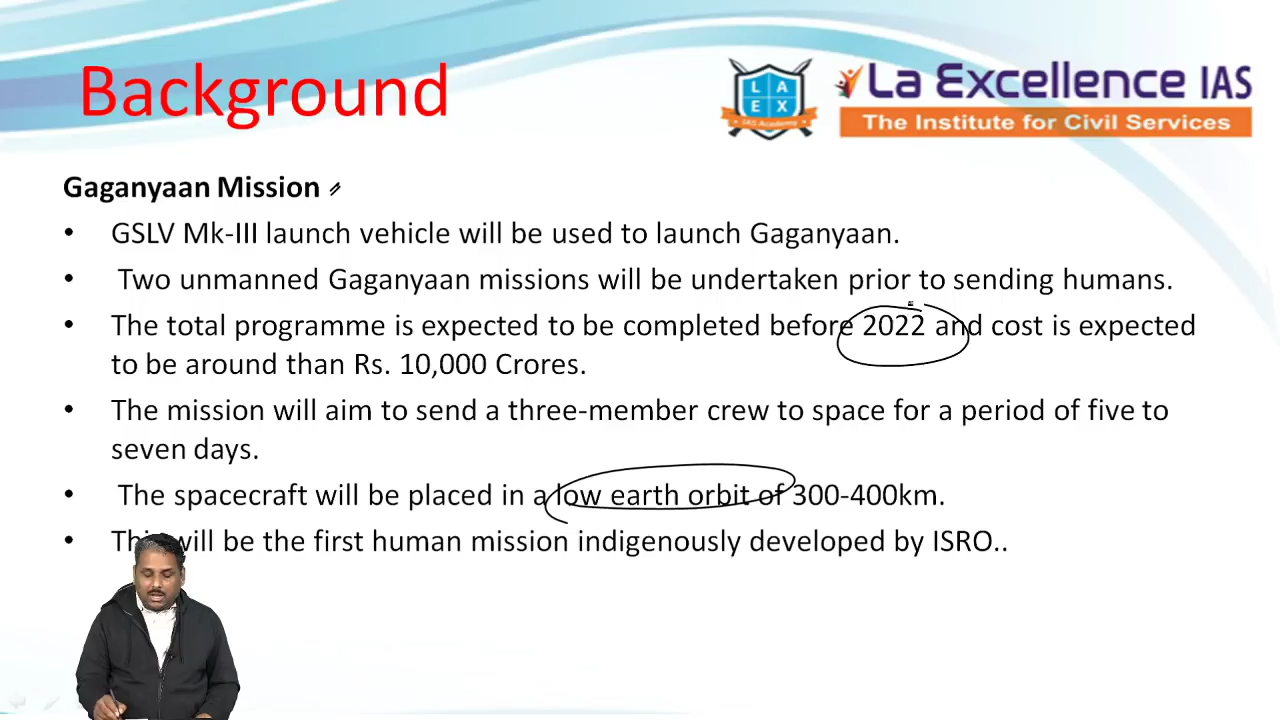 Background
LA
EX
IAS Academy
La Excellence IAS
The Institute for Civil Services
Gaganyaan Mission
• GSLV Mk-III launch vehicle will be used to launch Gaganyaan.
• Two unmanned Gaganyaan missions will be undertaken prior to sending humans.
• The total programme is expected to be completed before 2022 and cost is expected
to be around than Rs. 10,000 Crores.
• The mission will aim to send a three-member crew to space for a period of five to
seven days.
• The spacecraft will be placed in a low earth orbit of 300-400km.
• This will be the first human mission indigenously developed by ISRO..